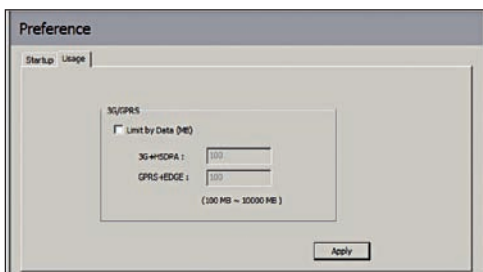 Preference
Startup Usage
3G/GPRS
Limit by Data (MB)
3G+HSDPA : 100
GPRS+EDGE : 100
(100 MB ~ 10000 MB )
Apply